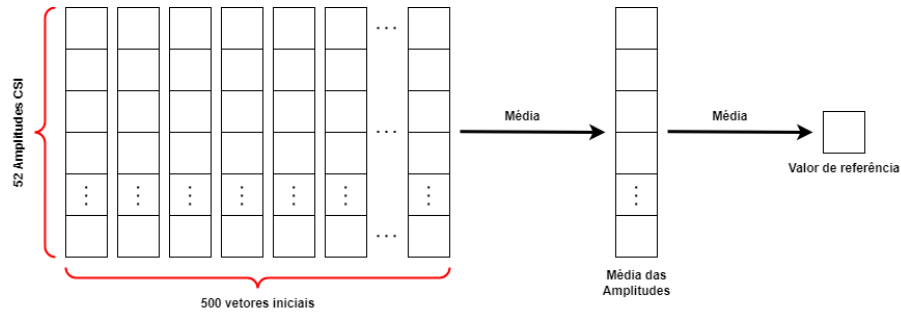 52 Amplitudes CSI
Média
Média
Valor de referência
Média das
Amplitudes
500 vetores iniciais